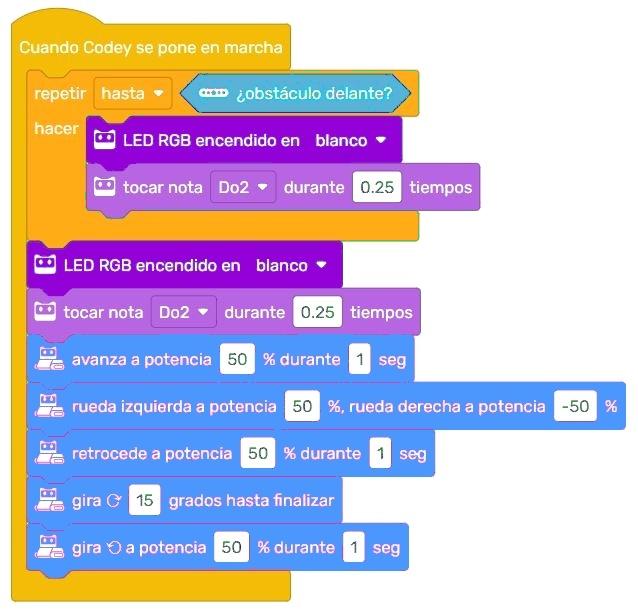 Cuando Codey se pone en marcha
repetir hasta ¿obstáculo delante?
hacer
LED RGB encendido en blanco
tocar nota Do2 durante 0.25 tiempos
LED RGB encendido en blanco
tocar nota Do2 durante 0.25 tiempos
avanza a potencia 50 % durante 1 seg
rueda izquierda a potencia 50 %, rueda derecha a potencia -50 %
retrocede a potencia 50 % durante 1 seg
gira 15 grados hasta finalizar
gira a potencia 50 % durante 1 seg